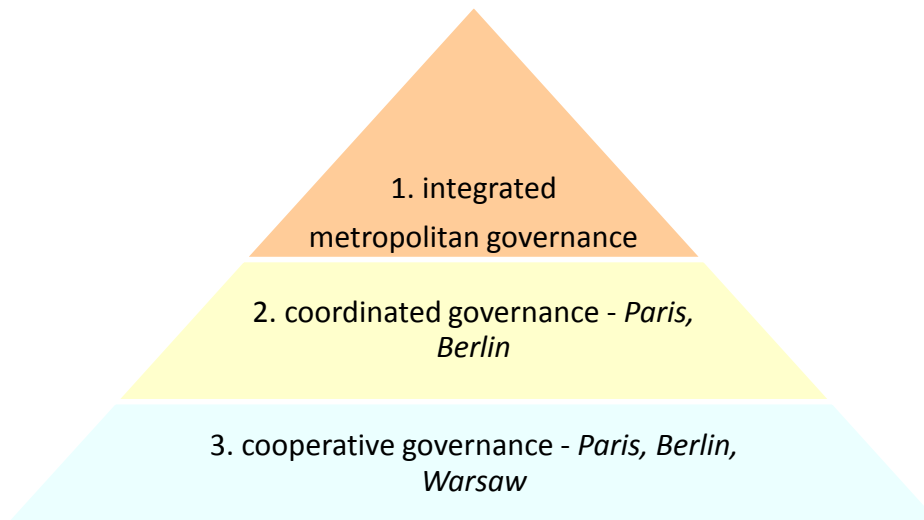 1. integrated
metropolitan governance
2. coordinated governance - Paris,
Berlin
3. cooperative governance - Paris, Berlin,
Warsaw